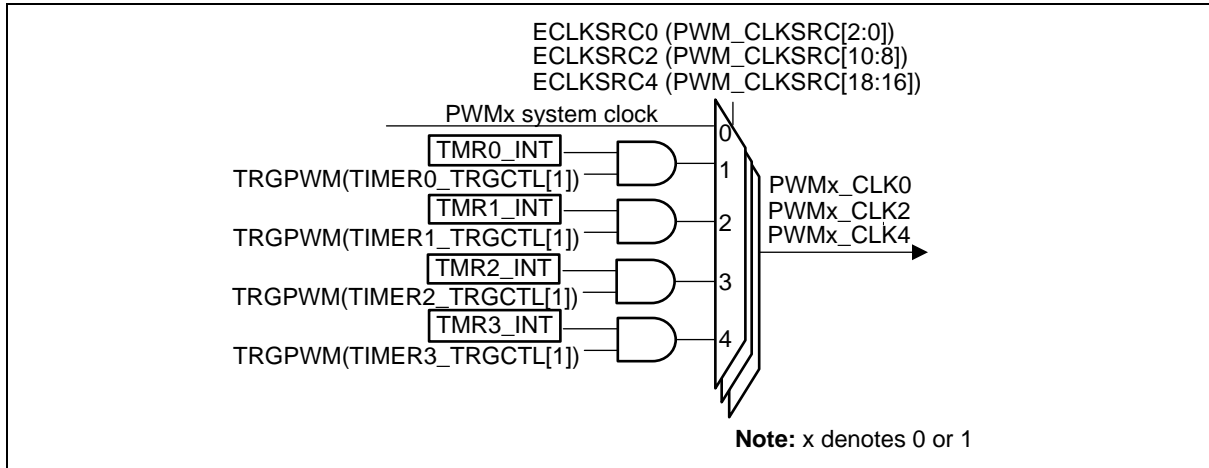 ECLKSRC0 (PWM_CLKSRC[2:0])
ECLKSRC2 (PWM_CLKSRC[10:8])
ECLKSRC4 (PWM_CLKSRC[18:16])
PWMx system clock
0
TMR0_INT
TRGPWM(TIMER0_TRGCTL[1])
1
TMR1_INT
TRGPWM(TIMER1_TRGCTL[1])
2
TMR2_INT
TRGPWM(TIMER2_TRGCTL[1])
3
TMR3_INT
TRGPWM(TIMER3_TRGCTL[1])
4
PWMx_CLK0
PWMx_CLK2
PWMx_CLK4
Note: x denotes 0 or 1